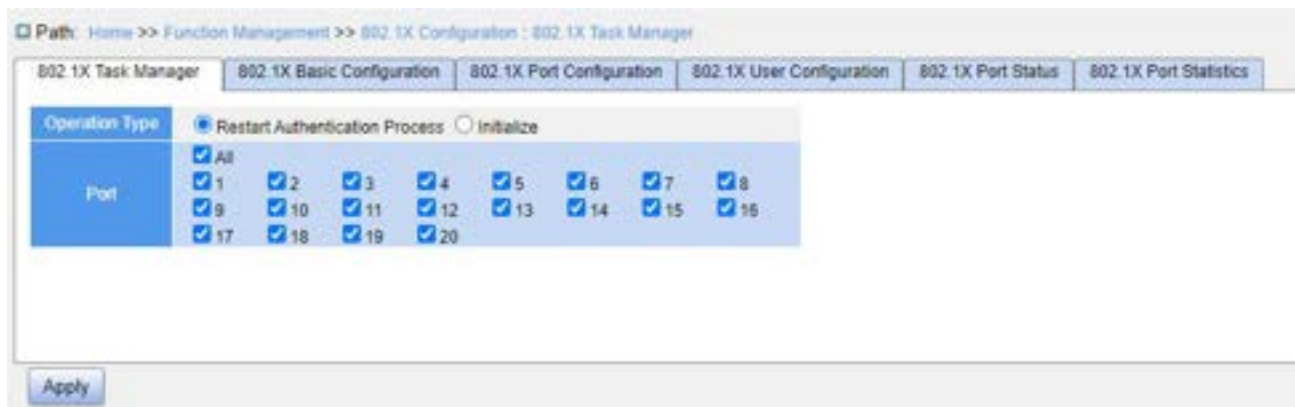 Path: Home >> Function Management >> 802.1X Configuration : 802.1X Task Manager
802.1X Task Manager 802.1X Basic Configuration 802.1X Port Configuration 802.1X User Configuration 802.1X Port Status 802.1X Port Statistics
Operation Type Restart Authentication Process Initialize
All
Port
1 2 3 4 5 6 7 8
9 10 11 12 13 14 15 16
17 18 19 20
Apply